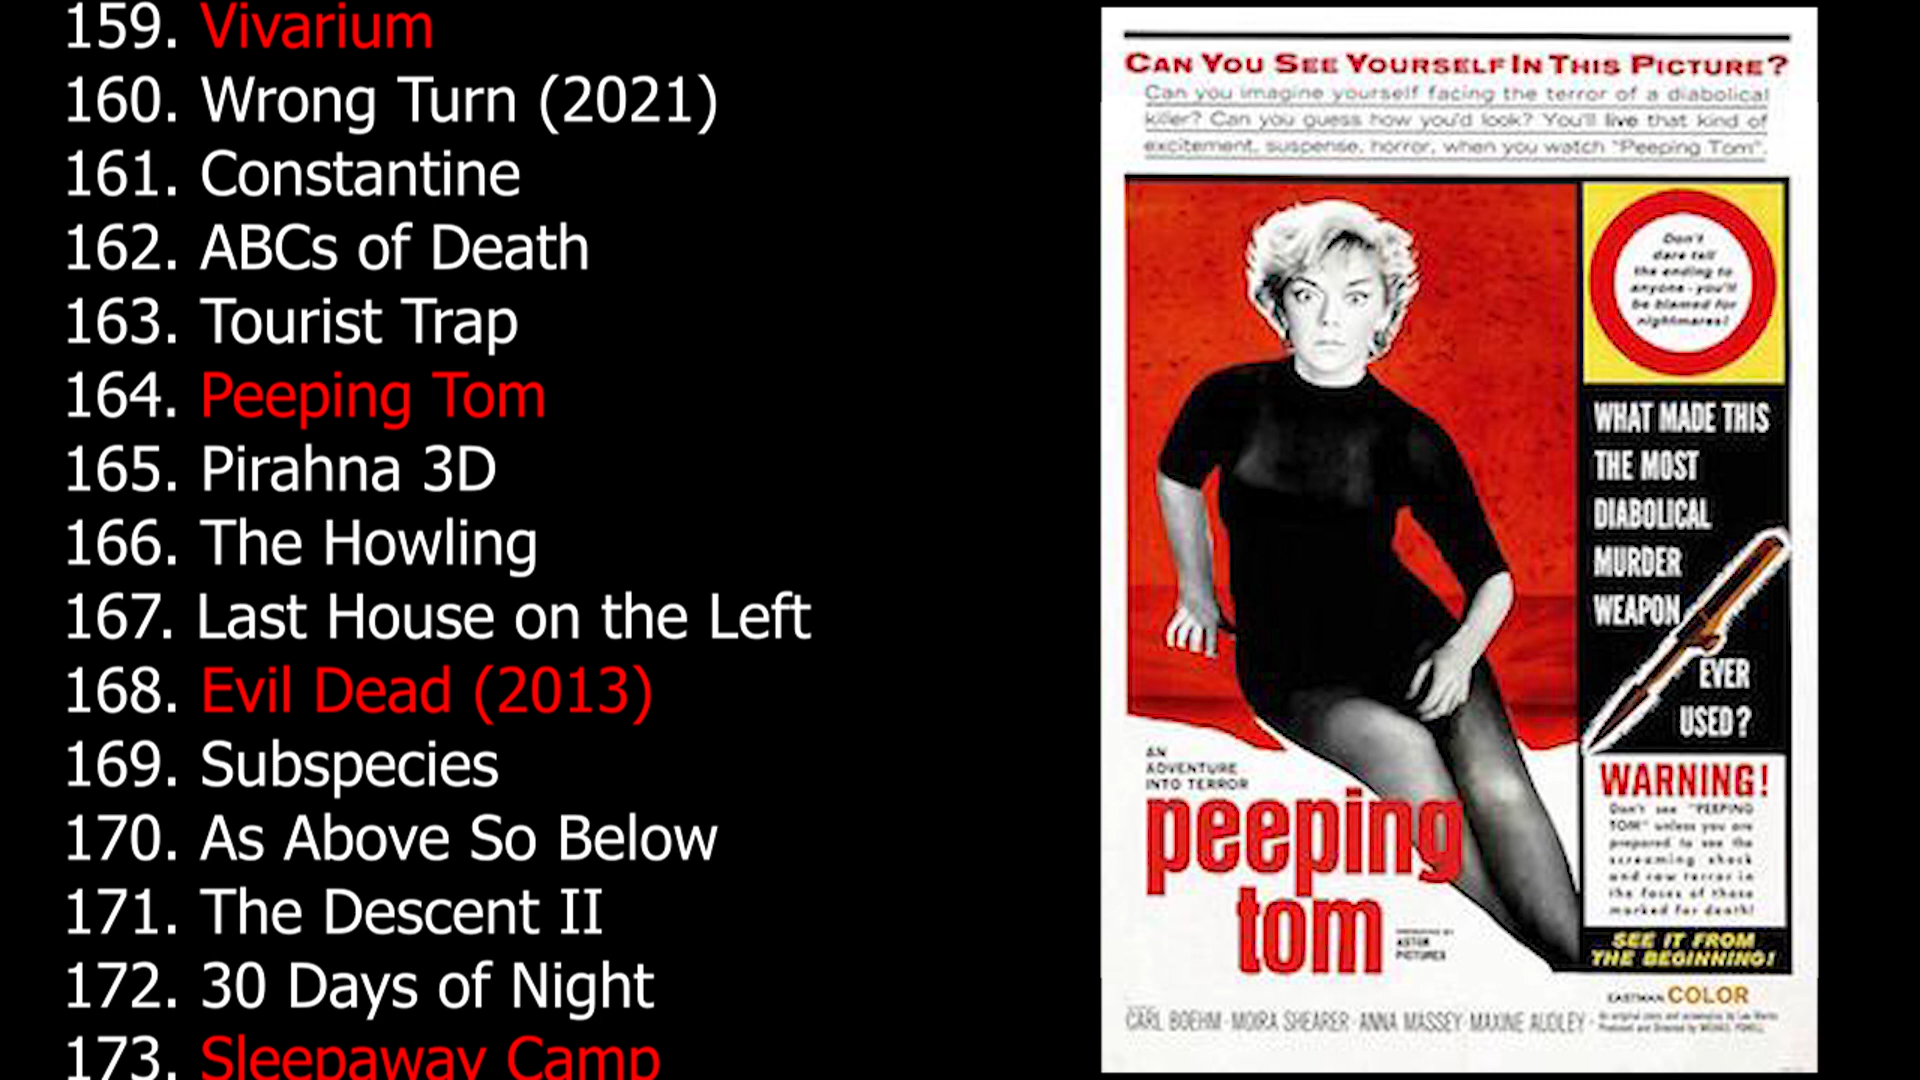 159. Vivarium
160. Wrong Turn (2021)
161. Constantine
162. ABCs of Death
163. Tourist Trap
164. Peeping Tom
165. Pirahna 3D
166. The Howling
167. Last House on the Left
168. Evil Dead (2013)
169. Subspecies
170. As Above So Below
171. The Descent II
172. 30 Days of Night
173. Sleepaway Camp
CAN YOU SEE YOURSELF IN THIS PICTURE?
Can you imagine yourself facing the terror of a diabolical
killer? Can you guess how you'd look? You'll live that kind of
excitement, suspense, horror, when you watch "Peeping Tom".
Don't
dare tell
the ending to
anyone-you'll
be blamed for
nightmares!
WHAT MADE THIS
THE MOST
DIABOLICAL
MURDER
WEAPON
EVER
USED?
AN
ADVENTURE
INTO TERROR
peeping
tom
PRESENTED BY
ASTOR
PICTURES
WARNING!
Don't see "PEEPING
TOM" unless you are
prepared to see the
screaming shock
and raw terror in
the faces of those
marked for death!
SEE IT FROM
THE BEGINNING!
EASTMAN COLOR
CARL BOEHM · MOIRA SHEARER · ANNA MASSEY · MAXINE AUDLEY ·